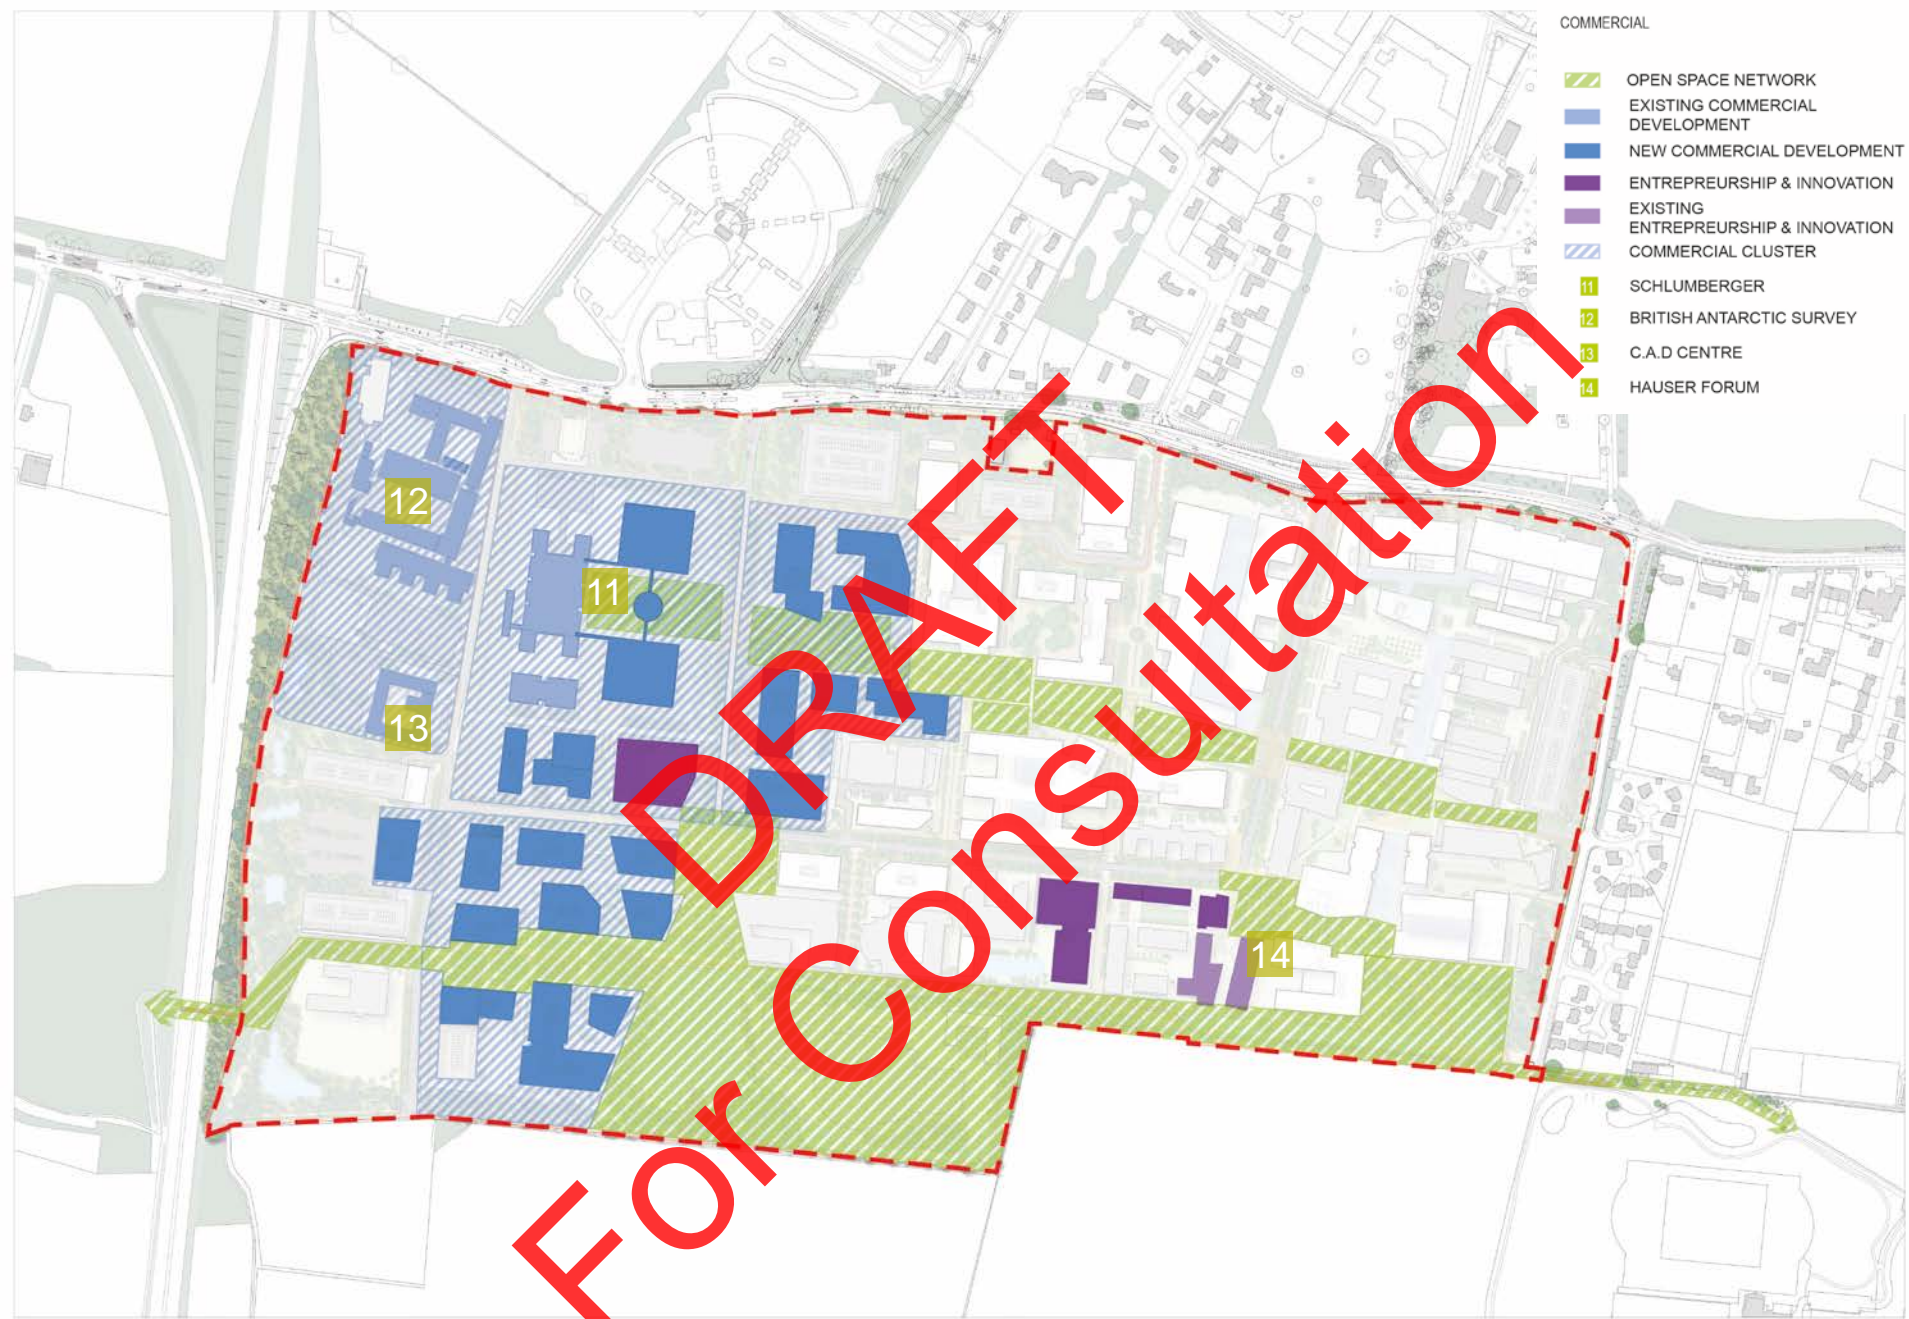 COMMERCIAL
OPEN SPACE NETWORK
EXISTING COMMERCIAL
DEVELOPMENT
NEW COMMERCIAL DEVELOPMENT
ENTREPREURSHIP & INNOVATION
EXISTING
ENTREPREURSHIP & INNOVATION
COMMERCIAL CLUSTER
11 SCHLUMBERGER
12 BRITISH ANTARCTIC SURVEY
13 C.A.D CENTRE
14 HAUSER FORUM
12
11
13
14
DRAFT
For Consultation